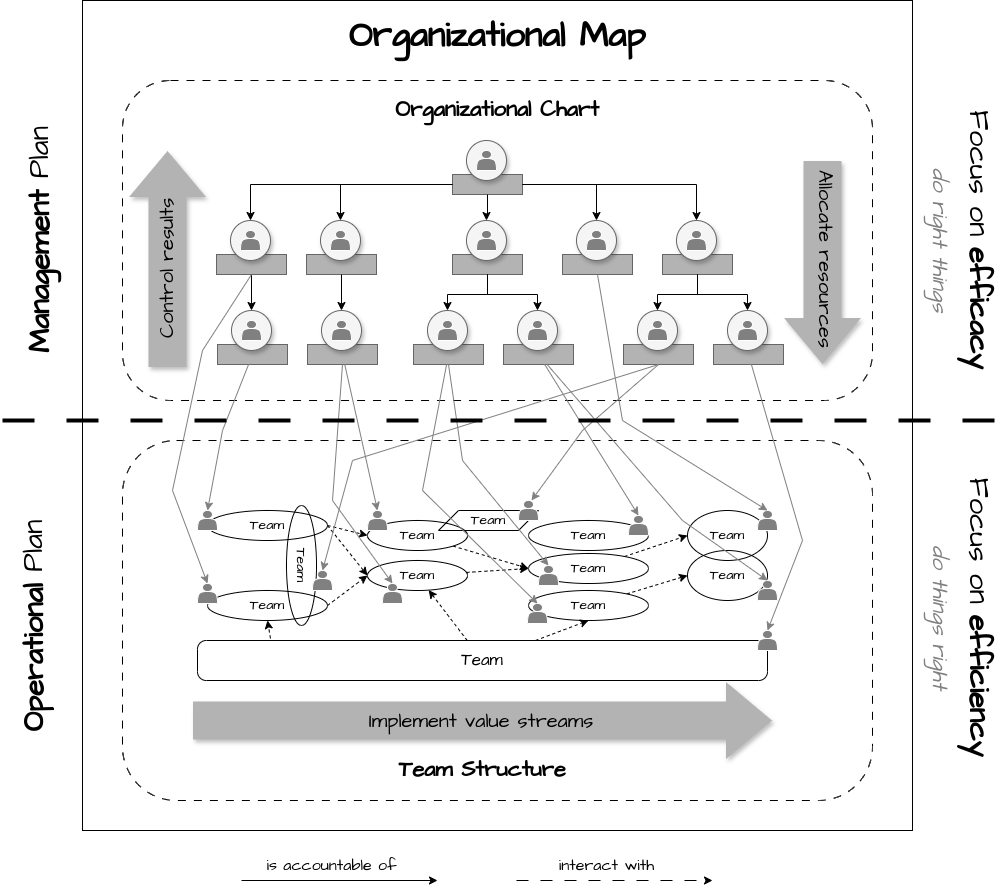 Organizational Map
Organizational Chart
Management Plan
Control results
Allocate resources
Focus on efficacy
do right things
Operational Plan
Team
Team
Team
Team
Team
Team
Team
Team
Team
Team
Team
Team
Team
Implement value streams
Team Structure
Focus on efficiency
do things right
is accountable of
interact with